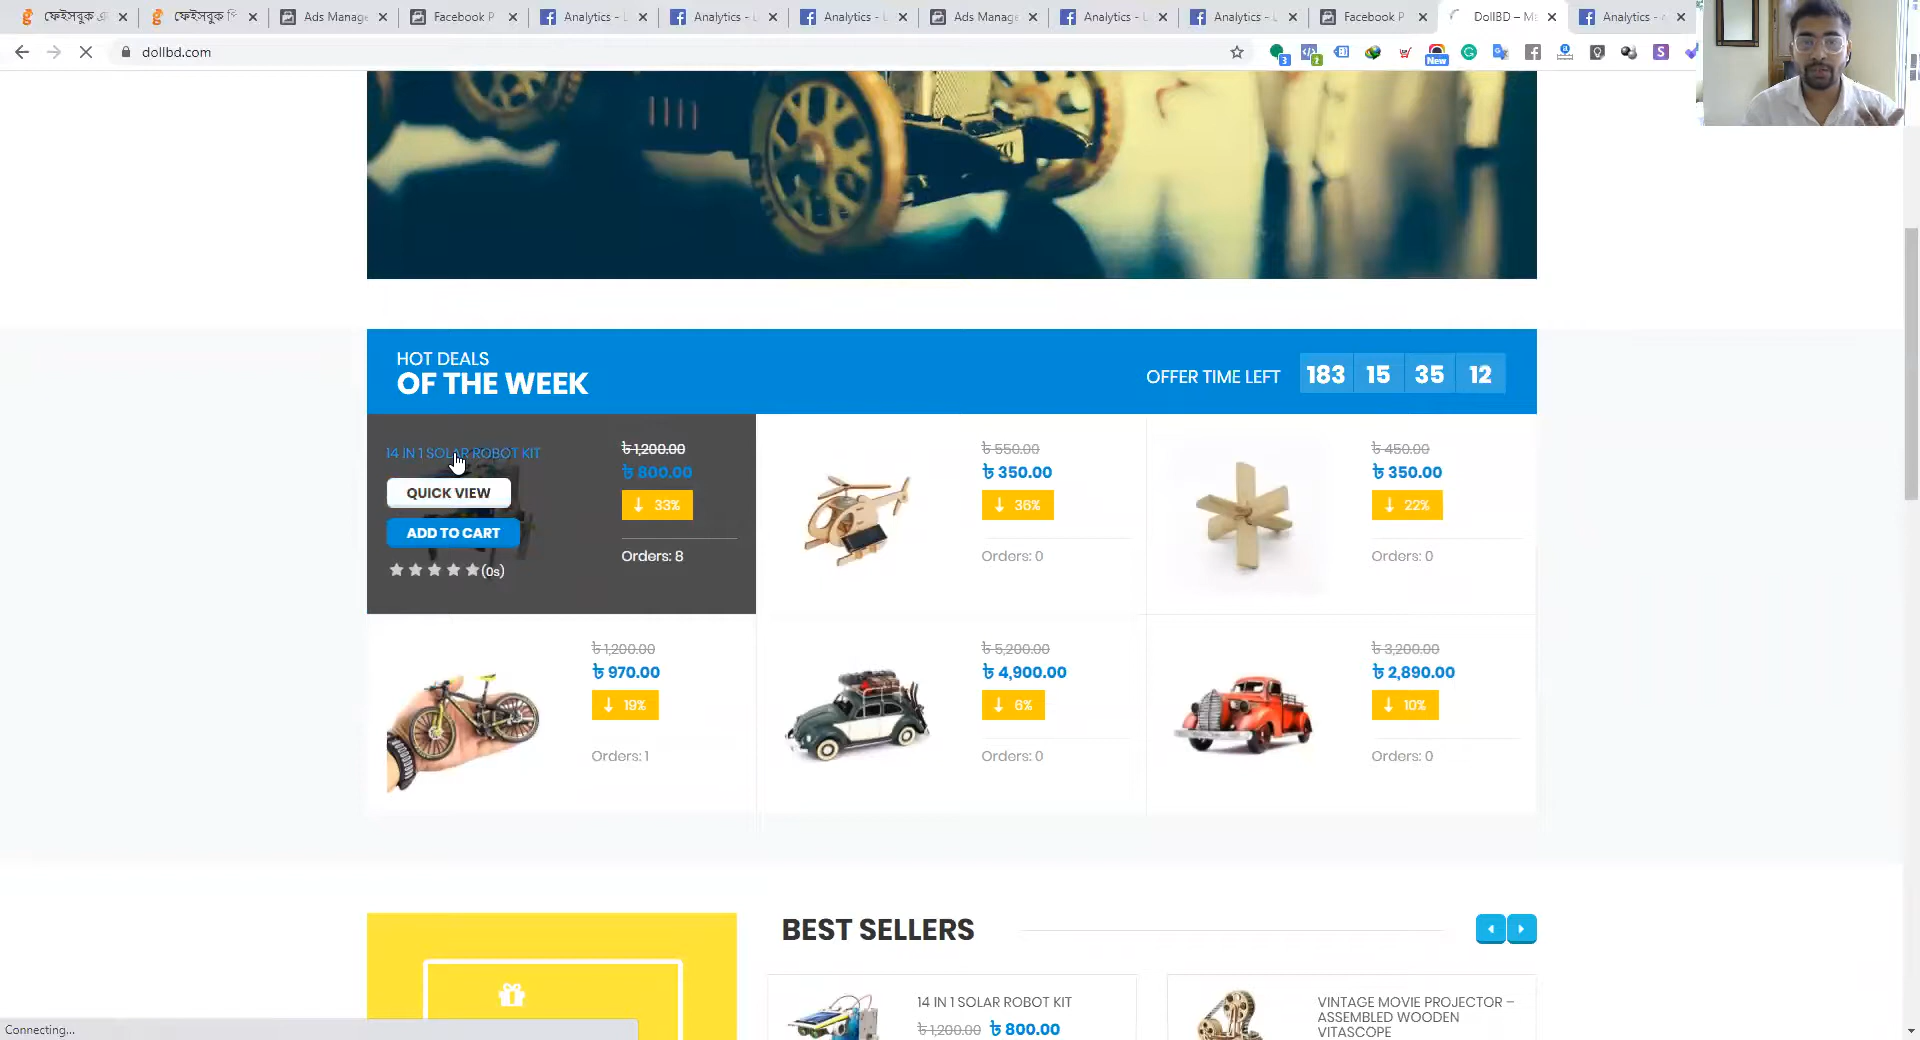 ফেইসবুক এ
ফেইসবুক পি
Ads Manage
Facebook P
Analytics - L
Analytics - L
Analytics - L
Ads Manage
Analytics - L
Analytics - L
Facebook P
DollBD – Ma
Analytics -
dollbd.com
3
2
New
HOT DEALS
OF THE WEEK
OFFER TIME LEFT 183 15 35 12
14 IN 1 SOLAR ROBOT KIT
QUICK VIEW
ADD TO CART
(0s)
৳ 1,200.00
৳ 800.00
33%
Orders: 8
৳ 550.00
৳ 350.00
36%
Orders: 0
৳ 450.00
৳ 350.00
22%
Orders: 0
৳ 1,200.00
৳ 970.00
19%
Orders: 1
৳ 5,200.00
৳ 4,900.00
6%
Orders: 0
৳ 3,200.00
৳ 2,890.00
10%
Orders: 0
BEST SELLERS
14 IN 1 SOLAR ROBOT KIT
৳ 1,200.00 ৳ 800.00
VINTAGE MOVIE PROJECTOR –
ASSEMBLED WOODEN
VITASCOPE
Connecting...